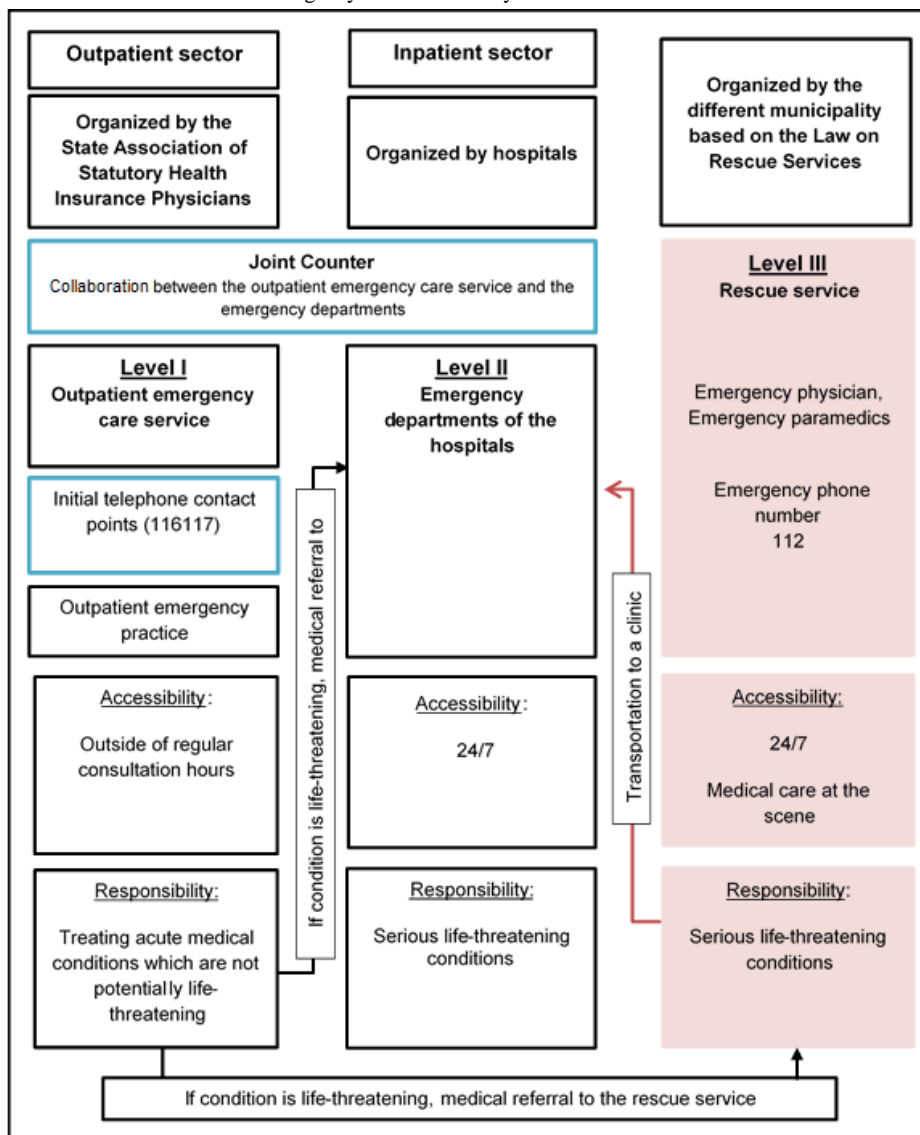 Outpatient sector
Organized by the
State Association of
Statutory Health
Insurance Physicians
Inpatient sector
Organized by hospitals
Organized by the
different municipality
based on the Law on
Rescue Services
Joint Counter
Collaboration between the outpatient emergency care service and the
emergency departments
Level I
Outpatient emergency
care service
Initial telephone contact
points (116117)
Outpatient emergency
practice
Accessibility:
Outside of regular
consultation hours
Responsibility:
Treating acute medical
conditions which are not
potentially life-
threatening
If condition is life-threatening, medical referral to
Level II
Emergency
departments of the
hospitals
Accessibility:
24/7
Responsibility:
Serious life-threatening
conditions
Transportation to a clinic
Level III
Rescue service
Emergency physician,
Emergency paramedics
Emergency phone
number
112
Accessibility:
24/7
Medical care at the
scene
Responsibility:
Serious life-threatening
conditions
If condition is life-threatening, medical referral to the rescue service